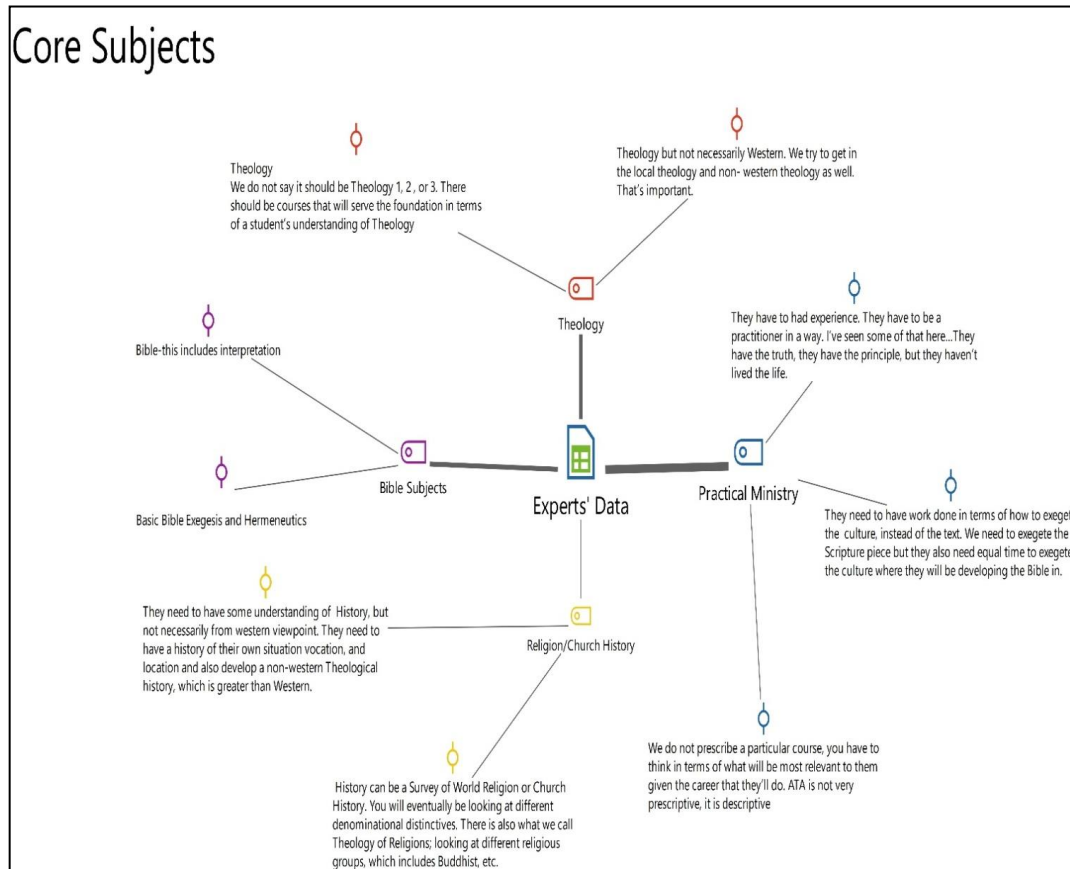 Core Subjects
Theology
We do not say it should be Theology 1, 2 , or 3. There
should be courses that will serve the foundation in terms
of a student's understanding of Theology
Theology but not necessarily Western. We try to get in
the local theology and non- western theology as well.
That's important.
Theology
Bible-this includes interpretation
They have to had experience. They have to be a
practitioner in a way. I've seen some of that here...They
have the truth, they have the principle, but they haven't
lived the life.
Bible Subjects
Experts' Data
Practical Ministry
Basic Bible Exegesis and Hermeneutics
They need to have work done in terms of how to exeget
the culture, instead of the text. We need to exegete the
Scripture piece but they also need equal time to exegete
the culture where they will be developing the Bible in.
They need to have some understanding of History, but
not necessarily from western viewpoint. They need to
have a history of their own situation vocation, and
location and also develop a non-western Theological
history, which is greater than Western.
Religion/Church History
We do not prescribe a particular course, you have to
think in terms of what will be most relevant to them
given the career that they'll do. ATA is not very
prescriptive, it is descriptive
History can be a Survey of World Religion or Church
History. You will eventually be looking at different
denominational distinctives. There is also what we call
Theology of Religions; looking at different religious
groups, which includes Buddhist, etc.